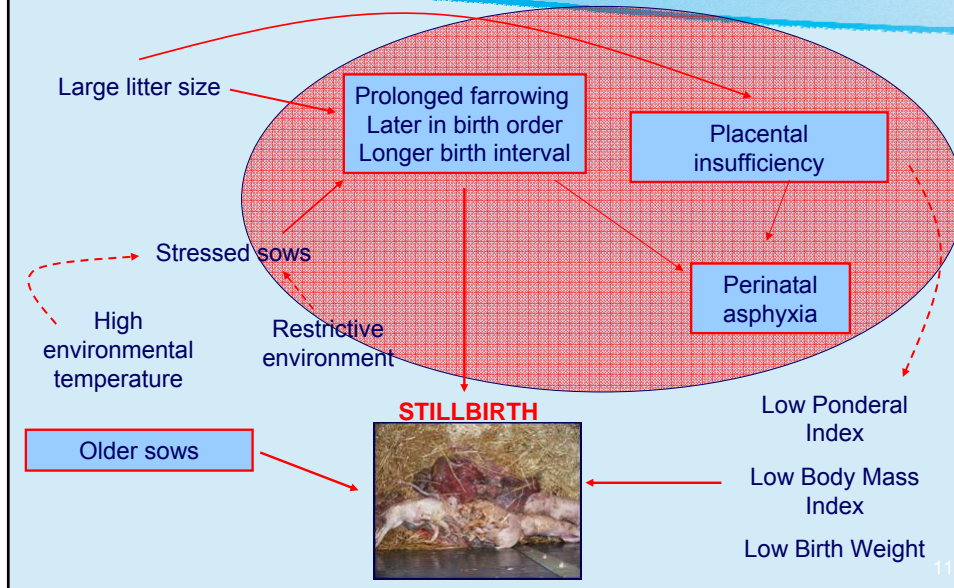 Large litter size
Prolonged farrowing
Later in birth order
Longer birth interval
Placental
insufficiency
Stressed sows
Perinatal
asphyxia
High
environmental
temperature
Restrictive
environment
STILLBIRTH
Low Ponderal
Index
Older sows
Low Body Mass
Index
Low Birth Weight
11